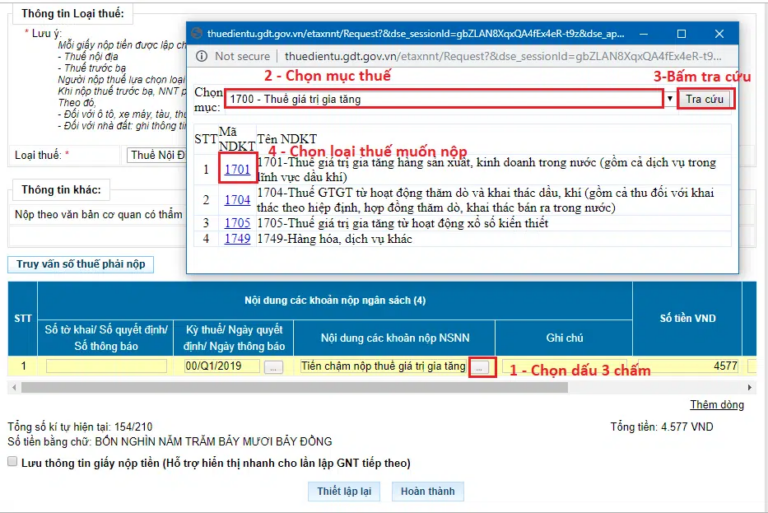 Thông tin Loại thuế:
* Lưu ý:
Mỗi giấy nộp tiền được lập ch
- Thuế nội địa
- Thuế trước bạ
Người nộp thuế lựa chọn loại
Khi nộp thuế trước bạ, NNT p
Theo đó,
- Đối với ô tô, xe máy, tàu, thu
- Đối với nhà đất: ghi thông tin
Loại thuế: *
Thuế Nội Đ
Thông tin khác:
Nộp theo văn bản cơ quan có thẩm
thuedientu.gdt.gov.vn/etaxnnt/Request?&dse_sessionId=gbZLAN8XqxQA4fEx4eR-t9z&dse_ap...
Not secure | thuedientu.gdt.gov.vn/etaxnnt/Request?&dse_sessionId=gbZLAN8XqxQA4fEx4eR-t9...
2 - Chọn mục thuế
3-Bấm tra cứu
Chọn mục:
1700 - Thuế giá trị gia tăng
Tra cứu
STT Mã NDKT Tên NDKT
4 - Chọn loại thuế muốn nộp
1 1701 1701-Thuế giá trị gia tăng hàng sản xuất, kinh doanh trong nước (gồm cả dịch vụ trong
lĩnh vực dầu khí)
2 1704 1704-Thuế GTGT từ hoạt động thăm dò và khai thác dầu, khí (gồm cả thu đối với khai
thác theo hiệp định, hợp đồng thăm dò, khai thác bán ra trong nước)
3 1705 1705-Thuế giá trị gia tăng từ hoạt động xổ số kiến thiết
4 1749 1749-Hàng hóa, dịch vụ khác
Truy vấn số thuế phải nộp
STT
Nội dung các khoản nộp ngân sách (4)
Số tiền VND
Số tờ khai/ Số quyết định/ Số thông báo
Kỳ thuế/ Ngày quyết định/ Ngày thông báo
Nội dung các khoản nộp NSNN
Ghi chú
1 00/Q1/2019 ... Tiền chậm nộp thuế giá trị gia tăng ... 4577
1 - Chọn dấu 3 chấm
Thêm dòng
Tổng số kí tự hiện tại: 154/210
Tổng tiền: 4.577 VND
Số tiền bằng chữ: BỐN NGHÌN NĂM TRĂM BẢY MƯƠI BẢY ĐỒNG
Lưu thông tin giấy nộp tiền (Hỗ trợ hiển thị nhanh cho lần lập GNT tiếp theo)
Thiết lập lại
Hoàn thành